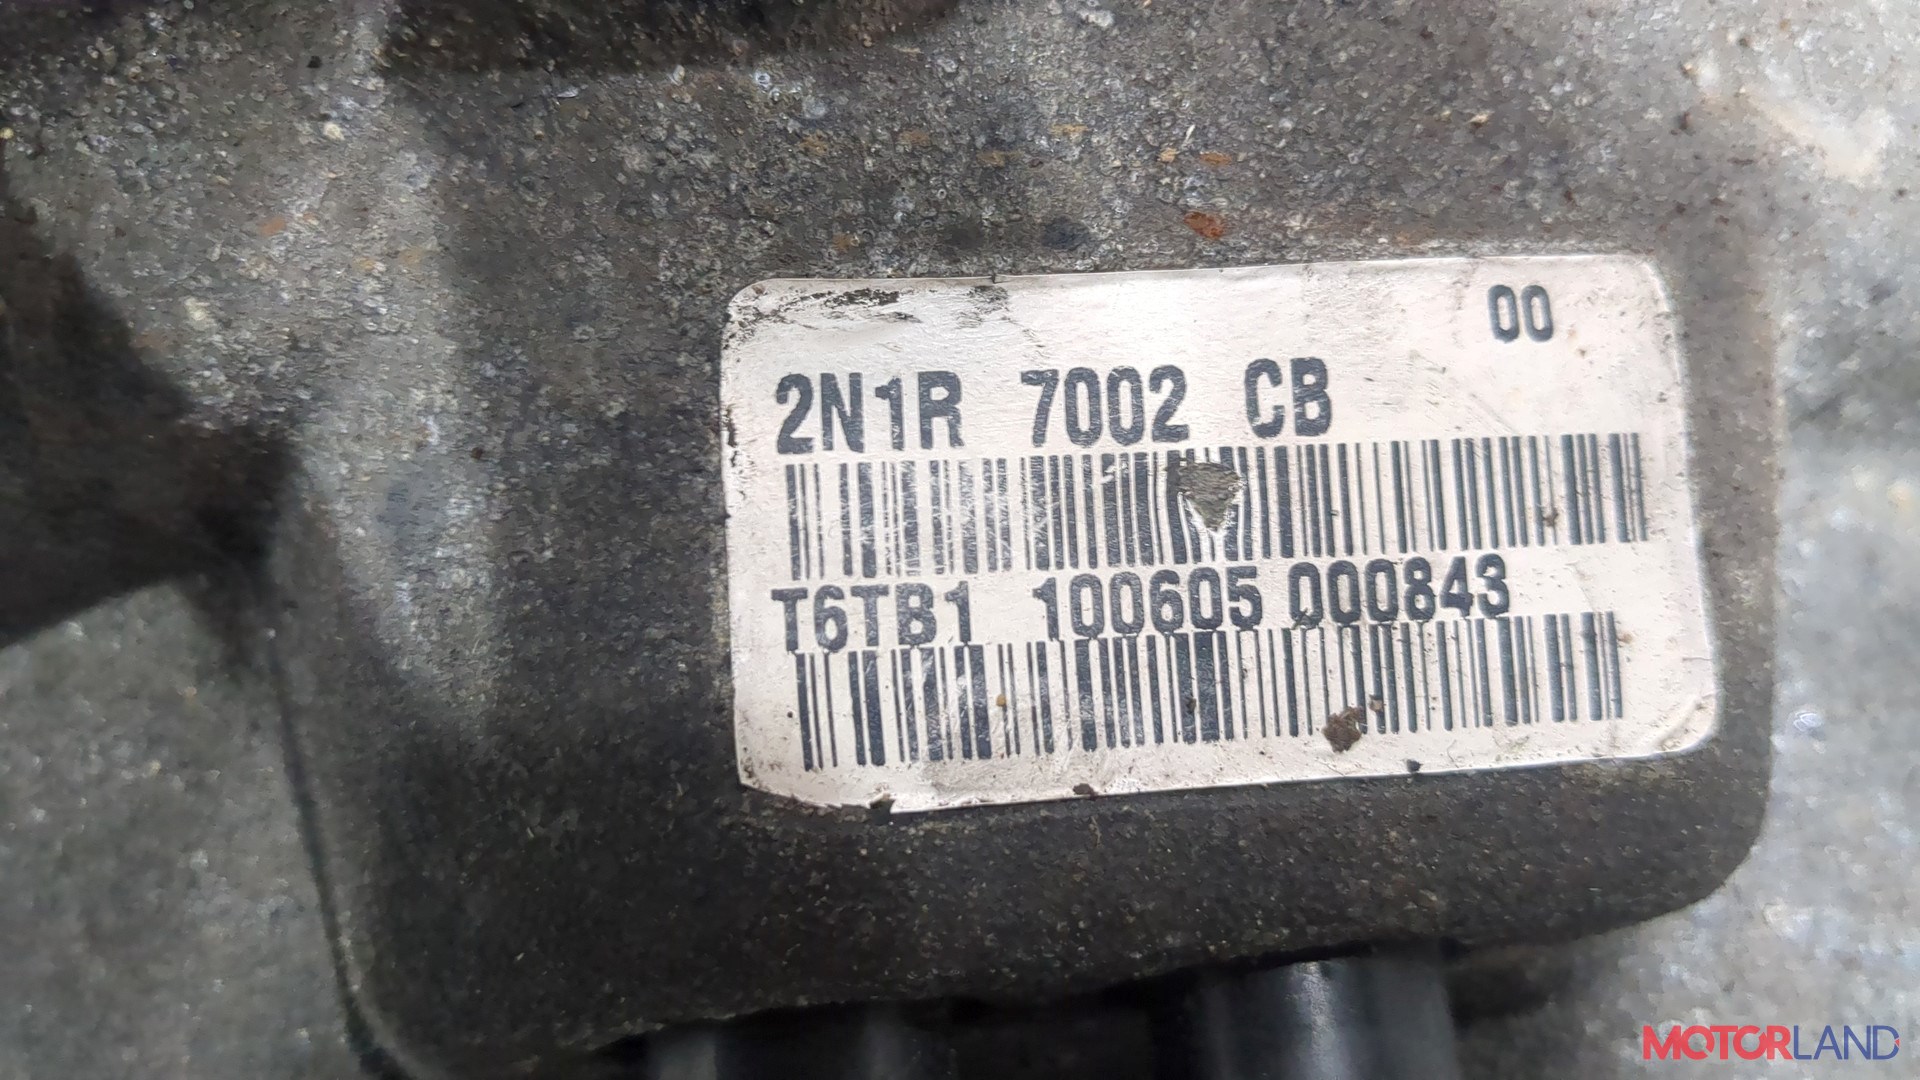 00
2N1R 7002 CB
T6TB1 100605 000843
MOTORLAND